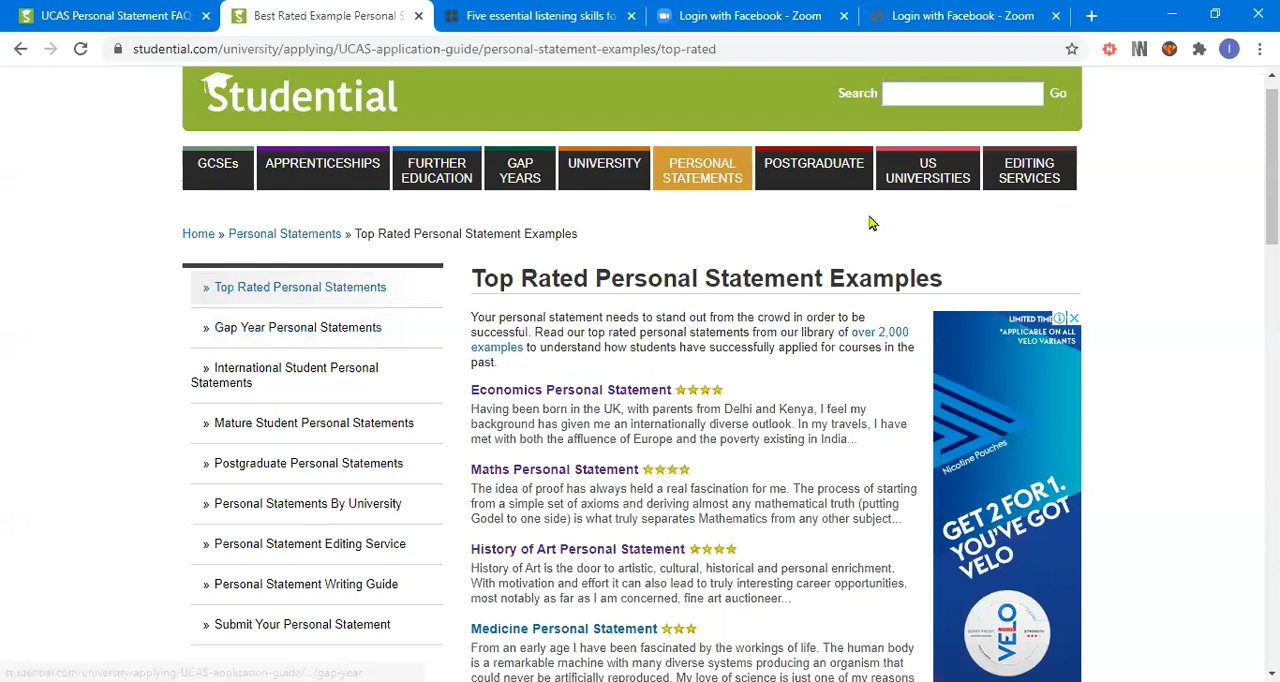 UCAS Personal Statement FAQ
Best Rated Example Personal S
Five essential listening skills fo
Login with Facebook - Zoom
Login with Facebook - Zoom
studential.com/university/applying/UCAS-application-guide/personal-statement-examples/top-rated
Studential
Search
Go
GCSEs
APPRENTICESHIPS
FURTHER
EDUCATION
GAP
YEARS
UNIVERSITY
PERSONAL
STATEMENTS
POSTGRADUATE
US
UNIVERSITIES
EDITING
SERVICES
Home » Personal Statements » Top Rated Personal Statement Examples
» Top Rated Personal Statements
» Gap Year Personal Statements
» International Student Personal
Statements
» Mature Student Personal Statements
» Postgraduate Personal Statements
» Personal Statements By University
» Personal Statement Editing Service
» Personal Statement Writing Guide
» Submit Your Personal Statement
Top Rated Personal Statement Examples
Your personal statement needs to stand out from the crowd in order to be
successful. Read our top rated personal statements from our library of over 2,000
examples to understand how students have successfully applied for courses in the
past.
Economics Personal Statement
Having been born in the UK, with parents from Delhi and Kenya, I feel my
background has given me an internationally diverse outlook. In my travels, I have
met with both the affluence of Europe and the poverty existing in India...
Maths Personal Statement
The idea of proof has always held a real fascination for me. The process of starting
from a simple set of axioms and deriving almost any mathematical truth (putting
Godel to one side) is what truly separates Mathematics from any other subject...
History of Art Personal Statement
History of Art is the door to artistic, cultural, historical and personal enrichment.
With motivation and effort it can also lead to truly interesting career opportunities,
most notably as far as I am concerned, fine art auctioneer...
Medicine Personal Statement
From an early age I have been fascinated by the workings of life. The human body
is a remarkable machine with many diverse systems producing an organism that
could never be artificially reproduced. My love of science is just one of my reasons
LIMITED TIME
*APPLICABLE ON ALL
VELO VARIANTS
Nicotine Pouches
GET 2 FOR 1.
YOU'VE GOT
VELO
VELO
studential.com/university/applying/UCAS-application-guide/.../gap-year